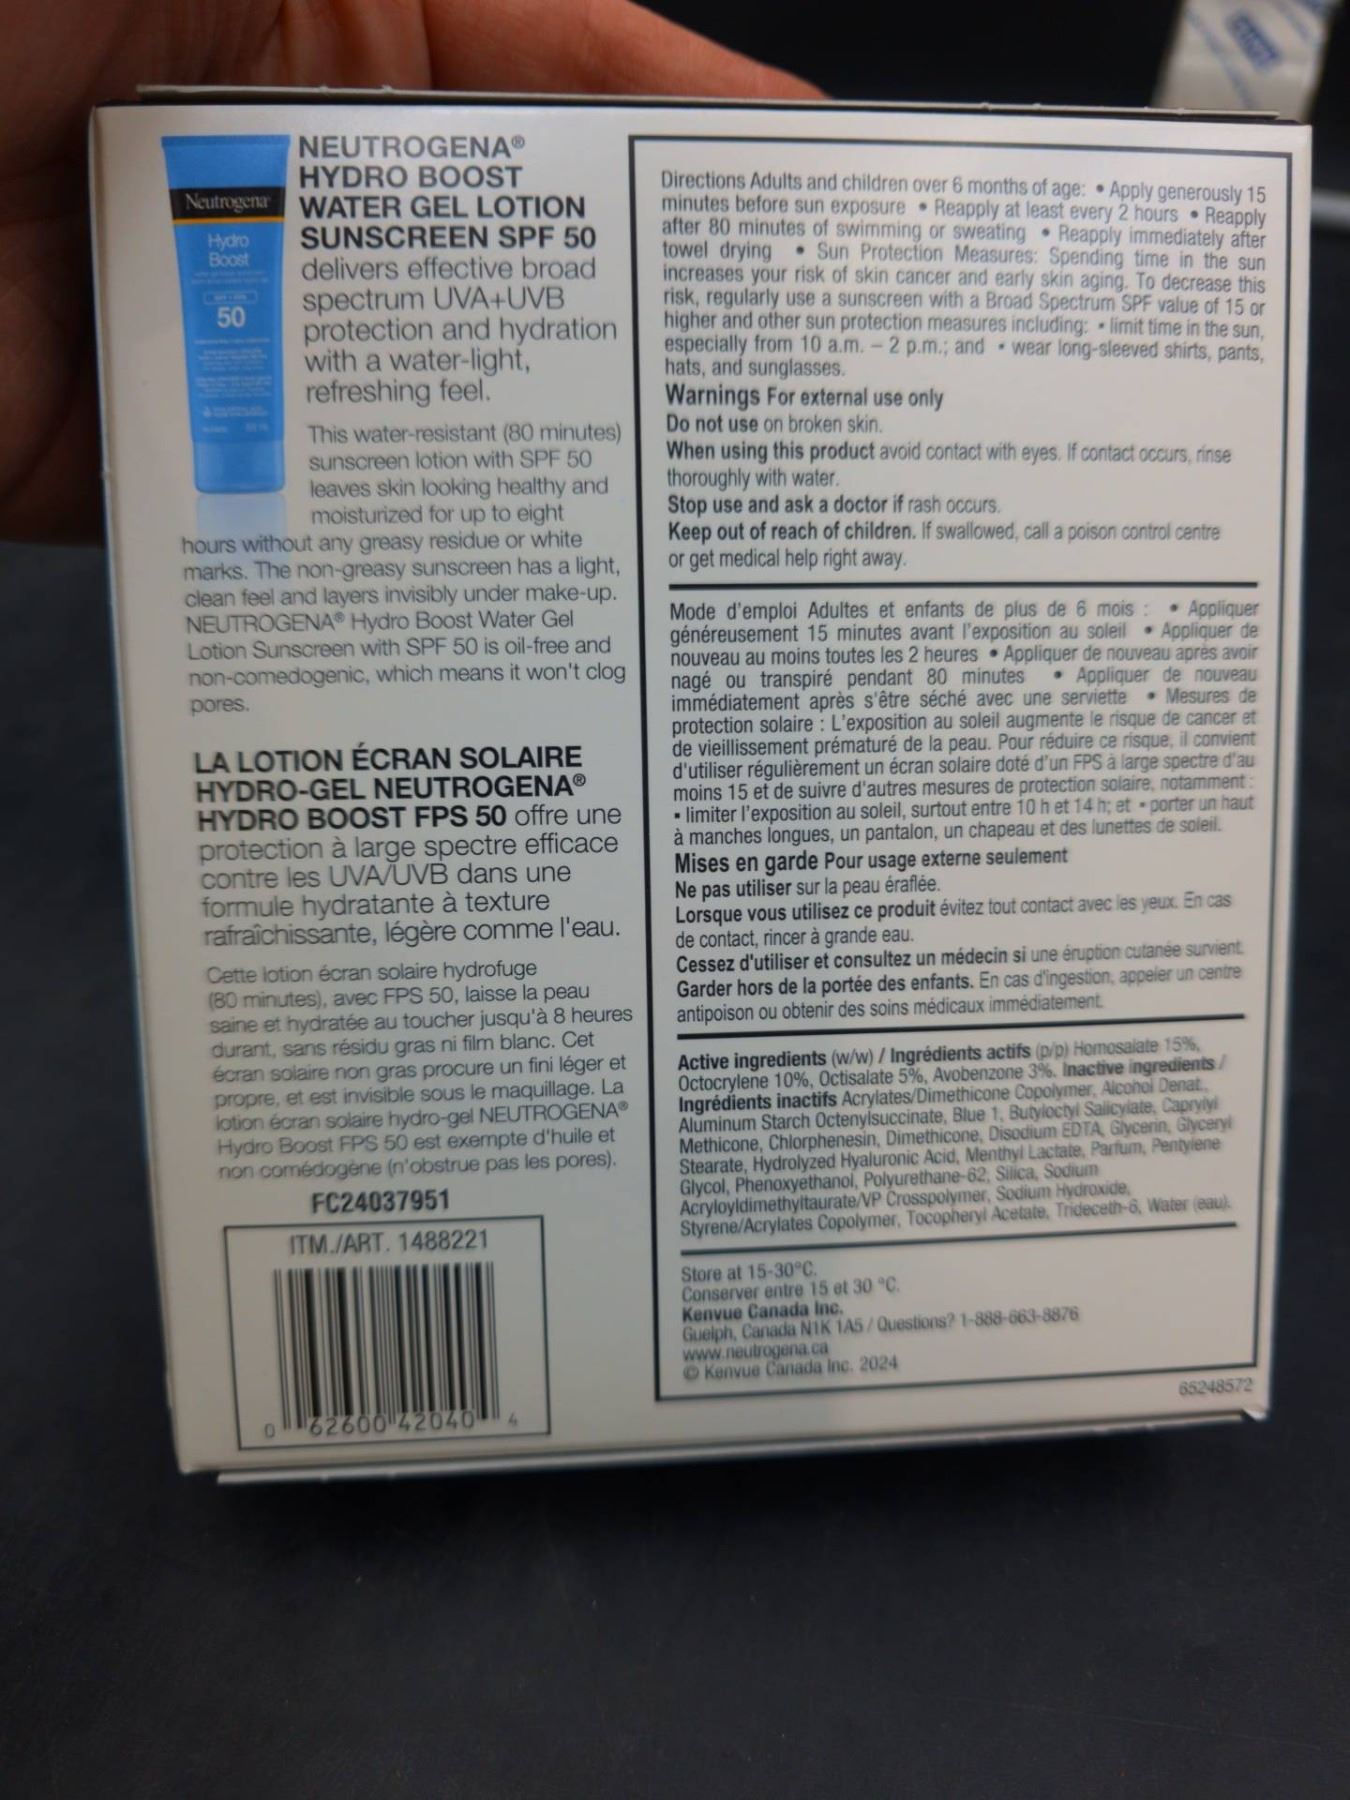 NEUTROGENA®
HYDRO BOOST
WATER GEL LOTION
SUNSCREEN SPF 50
delivers effective broad
spectrum UVA+UVB
protection and hydration
with a water-light,
refreshing feel.
Neutrogena
Hydro
Boost
50
This water-resistant (80 minutes)
sunscreen lotion with SPF 50
leaves skin looking healthy and
moisturized for up to eight
hours without any greasy residue or white
marks. The non-greasy sunscreen has a light,
clean feel and layers invisibly under make-up.
NEUTROGENA® Hydro Boost Water Gel
Lotion Sunscreen with SPF 50 is oil-free and
non-comedogenic, which means it won't clog
pores.
LA LOTION ÉCRAN SOLAIRE
HYDRO-GEL NEUTROGENA®
HYDRO BOOST FPS 50 offre une
protection à large spectre efficace
contre les UVA/UVB dans une
formule hydratante à texture
rafraîchissante, légère comme l'eau.
Cette lotion écran solaire hydrofuge
(80 minutes), avec FPS 50, laisse la peau
saine et hydratée au toucher jusqu'à 8 heures
durant, sans résidu gras ni film blanc. Cet
écran solaire non gras procure un fini léger et
propre, et est invisible sous le maquillage. La
lotion écran solaire hydro-gel NEUTROGENA®
Hydro Boost FPS 50 est exempte d'huile et
non comédogène (n'obstrue pas les pores).
FC24037951
ITM./ART. 1488221
0 62600 42040 4
Directions Adults and children over 6 months of age: • Apply generously 15
minutes before sun exposure • Reapply at least every 2 hours • Reapply
after 80 minutes of swimming or sweating • Reapply immediately after
towel drying • Sun Protection Measures: Spending time in the sun
increases your risk of skin cancer and early skin aging. To decrease this
risk, regularly use a sunscreen with a Broad Spectrum SPF value of 15 or
higher and other sun protection measures including: ▪ limit time in the sun,
especially from 10 a.m. – 2 p.m.; and ▪ wear long-sleeved shirts, pants,
hats, and sunglasses.
Warnings For external use only
Do not use on broken skin.
When using this product avoid contact with eyes. If contact occurs, rinse
thoroughly with water.
Stop use and ask a doctor if rash occurs.
Keep out of reach of children. If swallowed, call a poison control centre
or get medical help right away.
Mode d'emploi Adultes et enfants de plus de 6 mois : • Appliquer
généreusement 15 minutes avant l'exposition au soleil • Appliquer de
nouveau au moins toutes les 2 heures • Appliquer de nouveau après avoir
nagé ou transpiré pendant 80 minutes • Appliquer de nouveau
immédiatement après s'être séché avec une serviette • Mesures de
protection solaire : L'exposition au soleil augmente le risque de cancer et
de vieillissement prématuré de la peau. Pour réduire ce risque, il convient
d'utiliser régulièrement un écran solaire doté d'un FPS à large spectre d'au
moins 15 et de suivre d'autres mesures de protection solaire, notamment :
▪ limiter l'exposition au soleil, surtout entre 10 h et 14 h; et ▪ porter un haut
à manches longues, un pantalon, un chapeau et des lunettes de soleil.
Mises en garde Pour usage externe seulement
Ne pas utiliser sur la peau éraflée.
Lorsque vous utilisez ce produit évitez tout contact avec les yeux. En cas
de contact, rincer à grande eau.
Cessez d'utiliser et consultez un médecin si une éruption cutanée survient.
Garder hors de la portée des enfants. En cas d'ingestion, appeler un centre
antipoison ou obtenir des soins médicaux immédiatement.
Active ingredients (w/w) / Ingrédients actifs (p/p) Homosalate 15%,
Octocrylene 10%, Octisalate 5%, Avobenzone 3%. Inactive ingredients /
Ingrédients inactifs Acrylates/Dimethicone Copolymer, Alcohol Denat.,
Aluminum Starch Octenylsuccinate, Blue 1, Butyloctyl Salicylate, Caprylyl
Methicone, Chlorphenesin, Dimethicone, Disodium EDTA, Glycerin, Glyceryl
Stearate, Hydrolyzed Hyaluronic Acid, Menthyl Lactate, Parfum, Pentylene
Glycol, Phenoxyethanol, Polyurethane-62, Silica, Sodium
Acryloyldimethyltaurate/VP Crosspolymer, Sodium Hydroxide,
Styrene/Acrylates Copolymer, Tocopheryl Acetate, Trideceth-6, Water (eau).
Store at 15-30°C.
Conserver entre 15 et 30 °C.
Kenvue Canada Inc.
Guelph, Canada N1K 1A5 / Questions? 1-888-663-8876
www.neutrogena.ca
© Kenvue Canada Inc. 2024
65248572